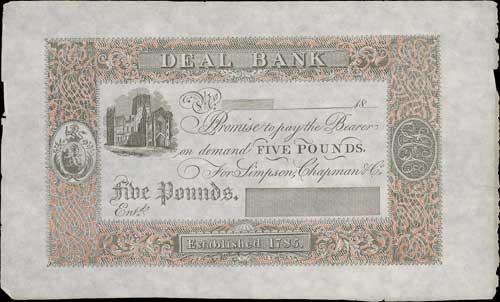 DEAL BANK
No 18
I Promise to pay the Bearer
on demand FIVE POUNDS.
For Simpson, Chapman & Co.
Five Pounds.
Entd.
Established 1785.